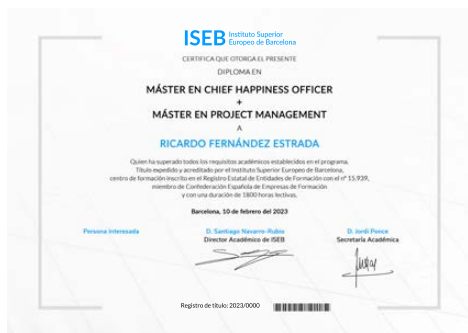 ISEB Instituto Superior
Europeo de Barcelona
CERTIFICA QUE OTORGA EL PRESENTE
DIPLOMA EN
MÁSTER EN CHIEF HAPPINESS OFFICER
+
MÁSTER EN PROJECT MANAGEMENT
A
RICARDO FERNÁNDEZ ESTRADA
Quien ha superado todos los requisitos académicos establecidos en el programa.
Título expedido y acreditado por el Instituto Superior Europeo de Barcelona,
centro de formación inscrito en el Registro Estatal de Entidades de Formación con el nº 15.939,
miembro de Confederación Española de Empresas de Formación
y con una duración de 1800 horas lectivas.
Barcelona, 10 de febrero del 2023
Persona Interesada
D. Santiago Navarro-Rubio
Director Académico de ISEB
D. Jordi Ponce
Secretaría Académica
Registro de título: 2023/0000